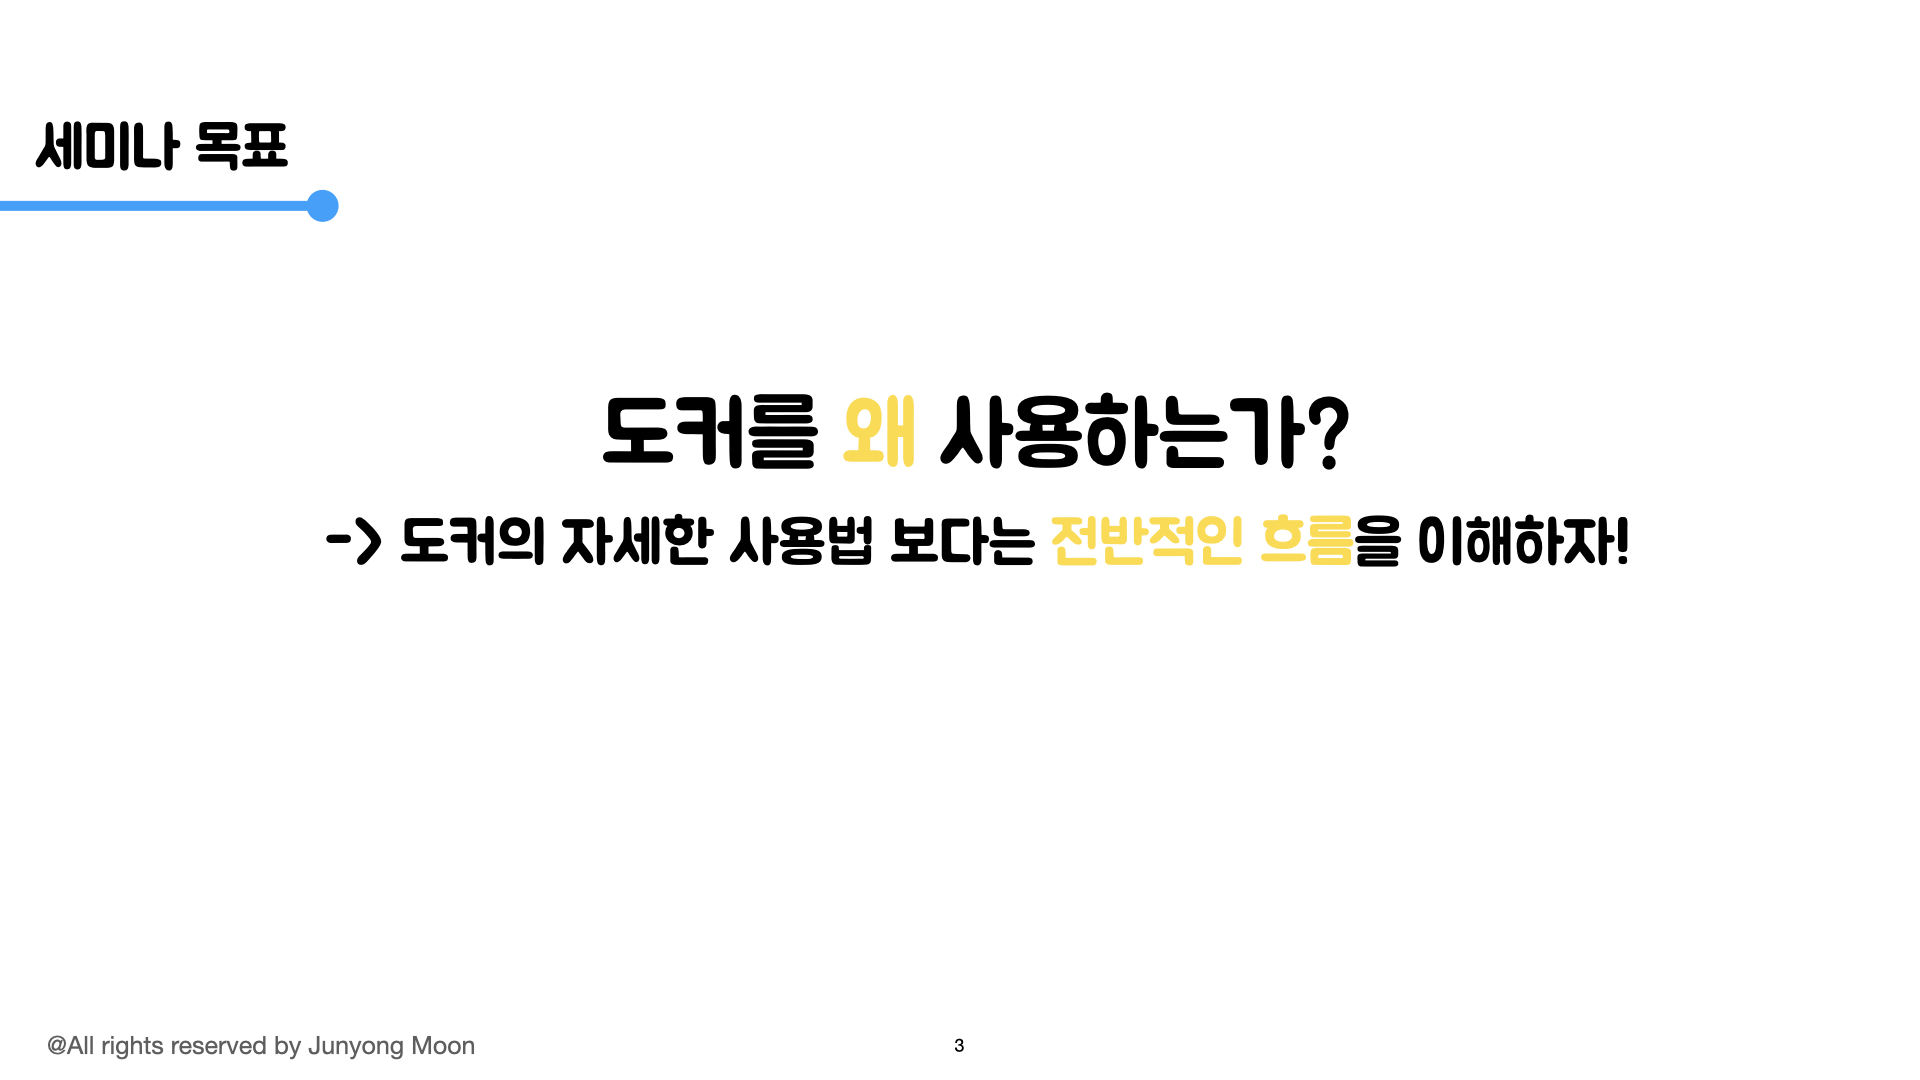 세미나 목표
도커를 왜 사용하는가?
-> 도커의 자세한 사용법 보다는 전반적인 흐름을 이해하자!
@All rights reserved by Junyong Moon
3